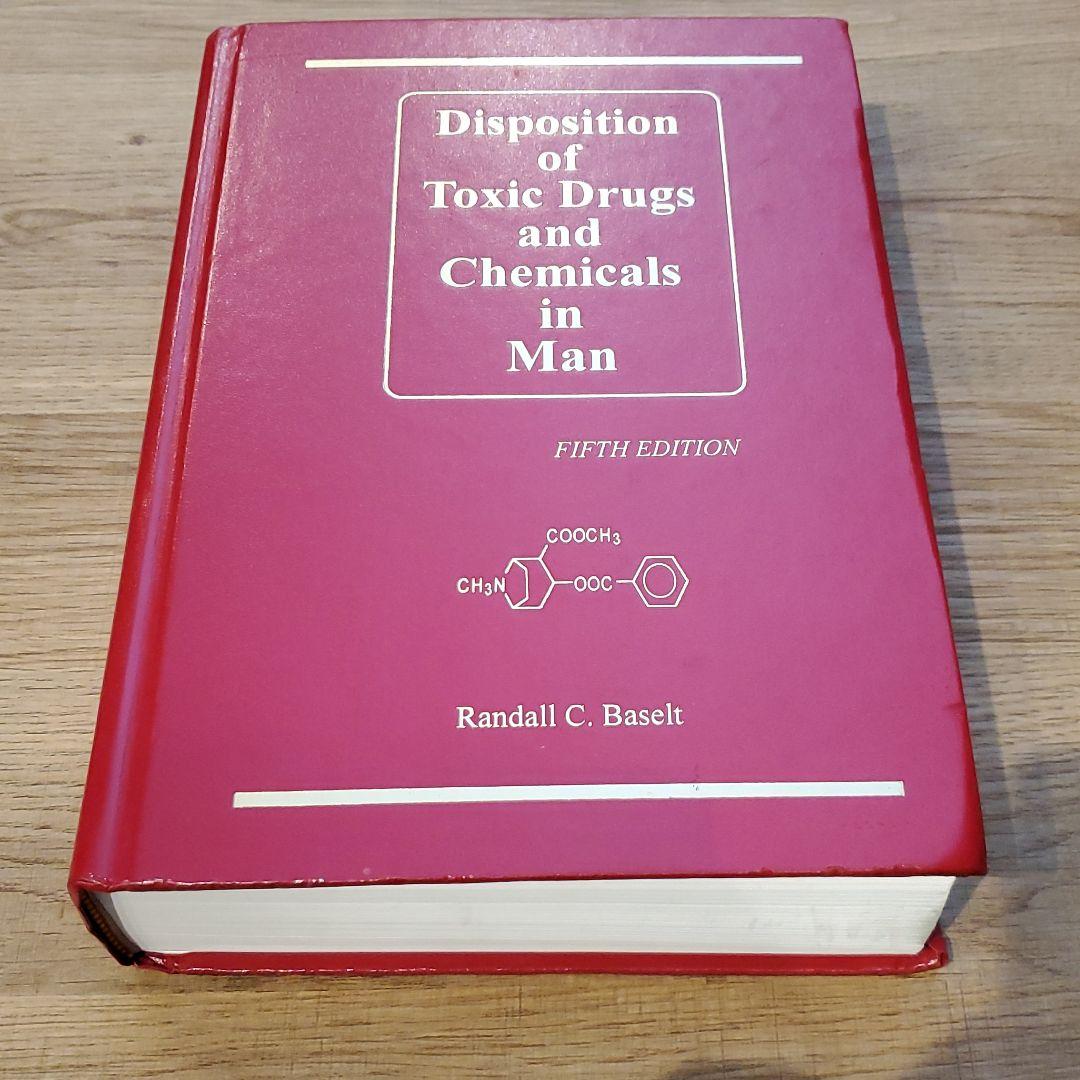 Disposition
of
Toxic Drugs
and
Chemicals
in
Man
FIFTH EDITION
COOCH3
CH3N
OOC
Randall C. Baselt